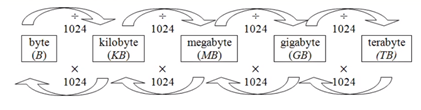 ÷ ÷ ÷ ÷
1024 1024 1024 1024
byte kilobyte megabyte gigabyte terabyte
(B) (KB) (MB) (GB) (TB)
× × × ×
1024 1024 1024 1024